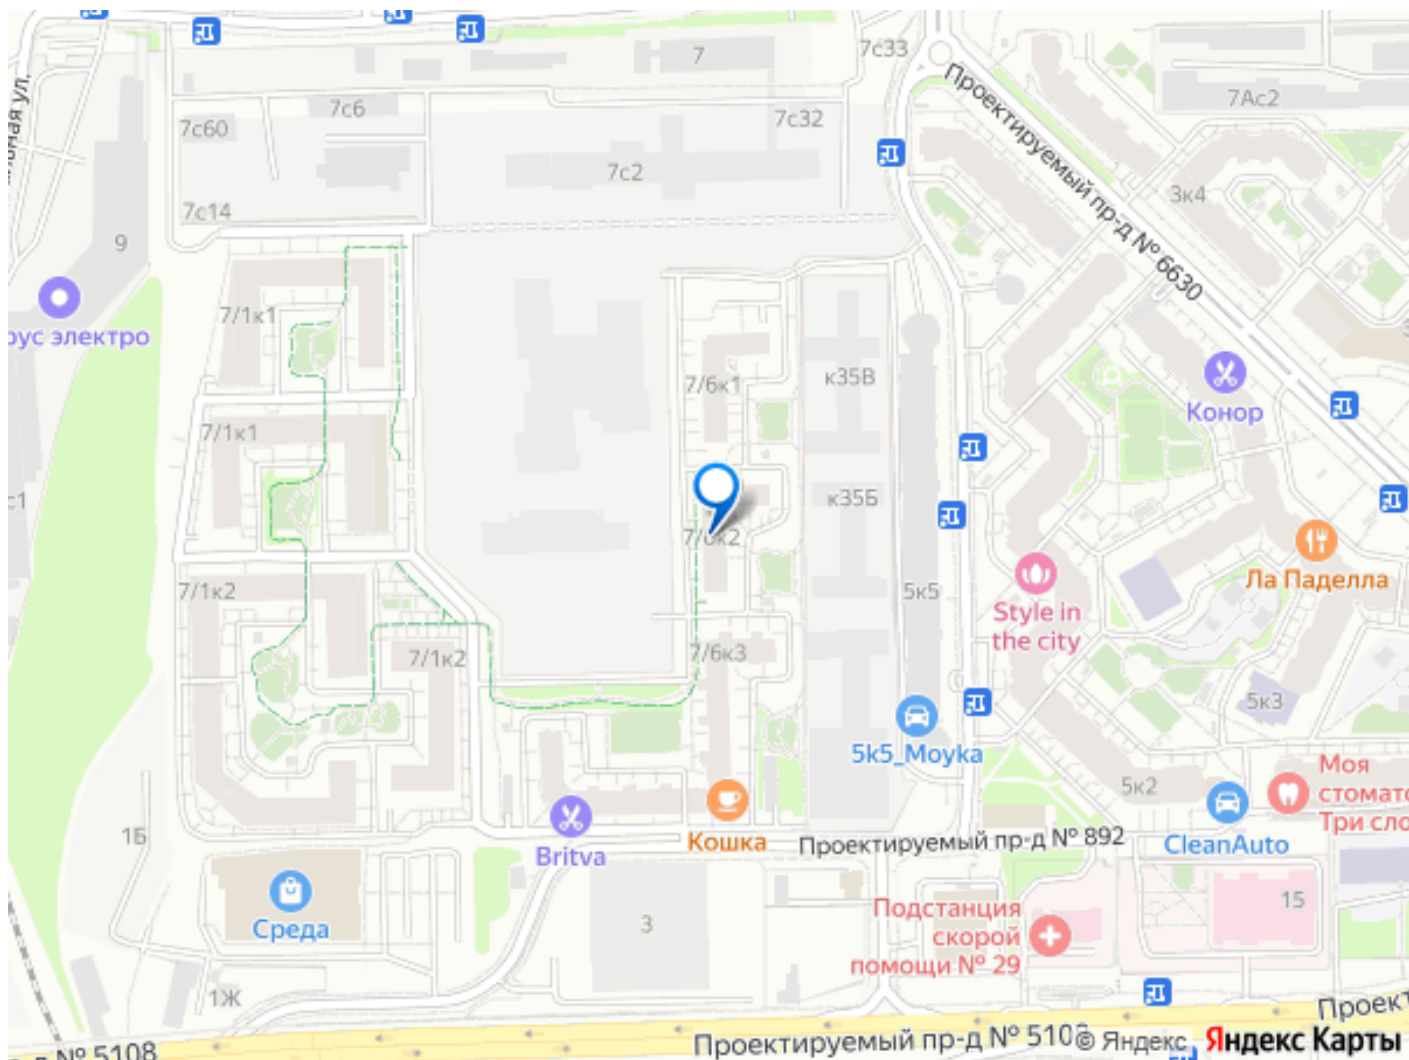 7
7с33
Проектируемый пр-д № 6630
7Ас2
7с6
7с60
7с32
7с2
3к4
7с14
9
7/1к1
7/6к1
к35В
Конор
7/1к1
к35Б
7/6к2
Ла Паделла
7/1к2
5к5
Style in
the city
7/1к2
7/6к3
5к3
5k5_Moyka
Моя
5к2
1Б
Кошка
Проектируемый пр-д № 892
CleanAuto
Britva
15
Подстанция
скорой
помощи № 29
Среда
3
1Ж
Проектируемый пр-д № 5108
© Яндекс
Яндекс Карты
№ 5108